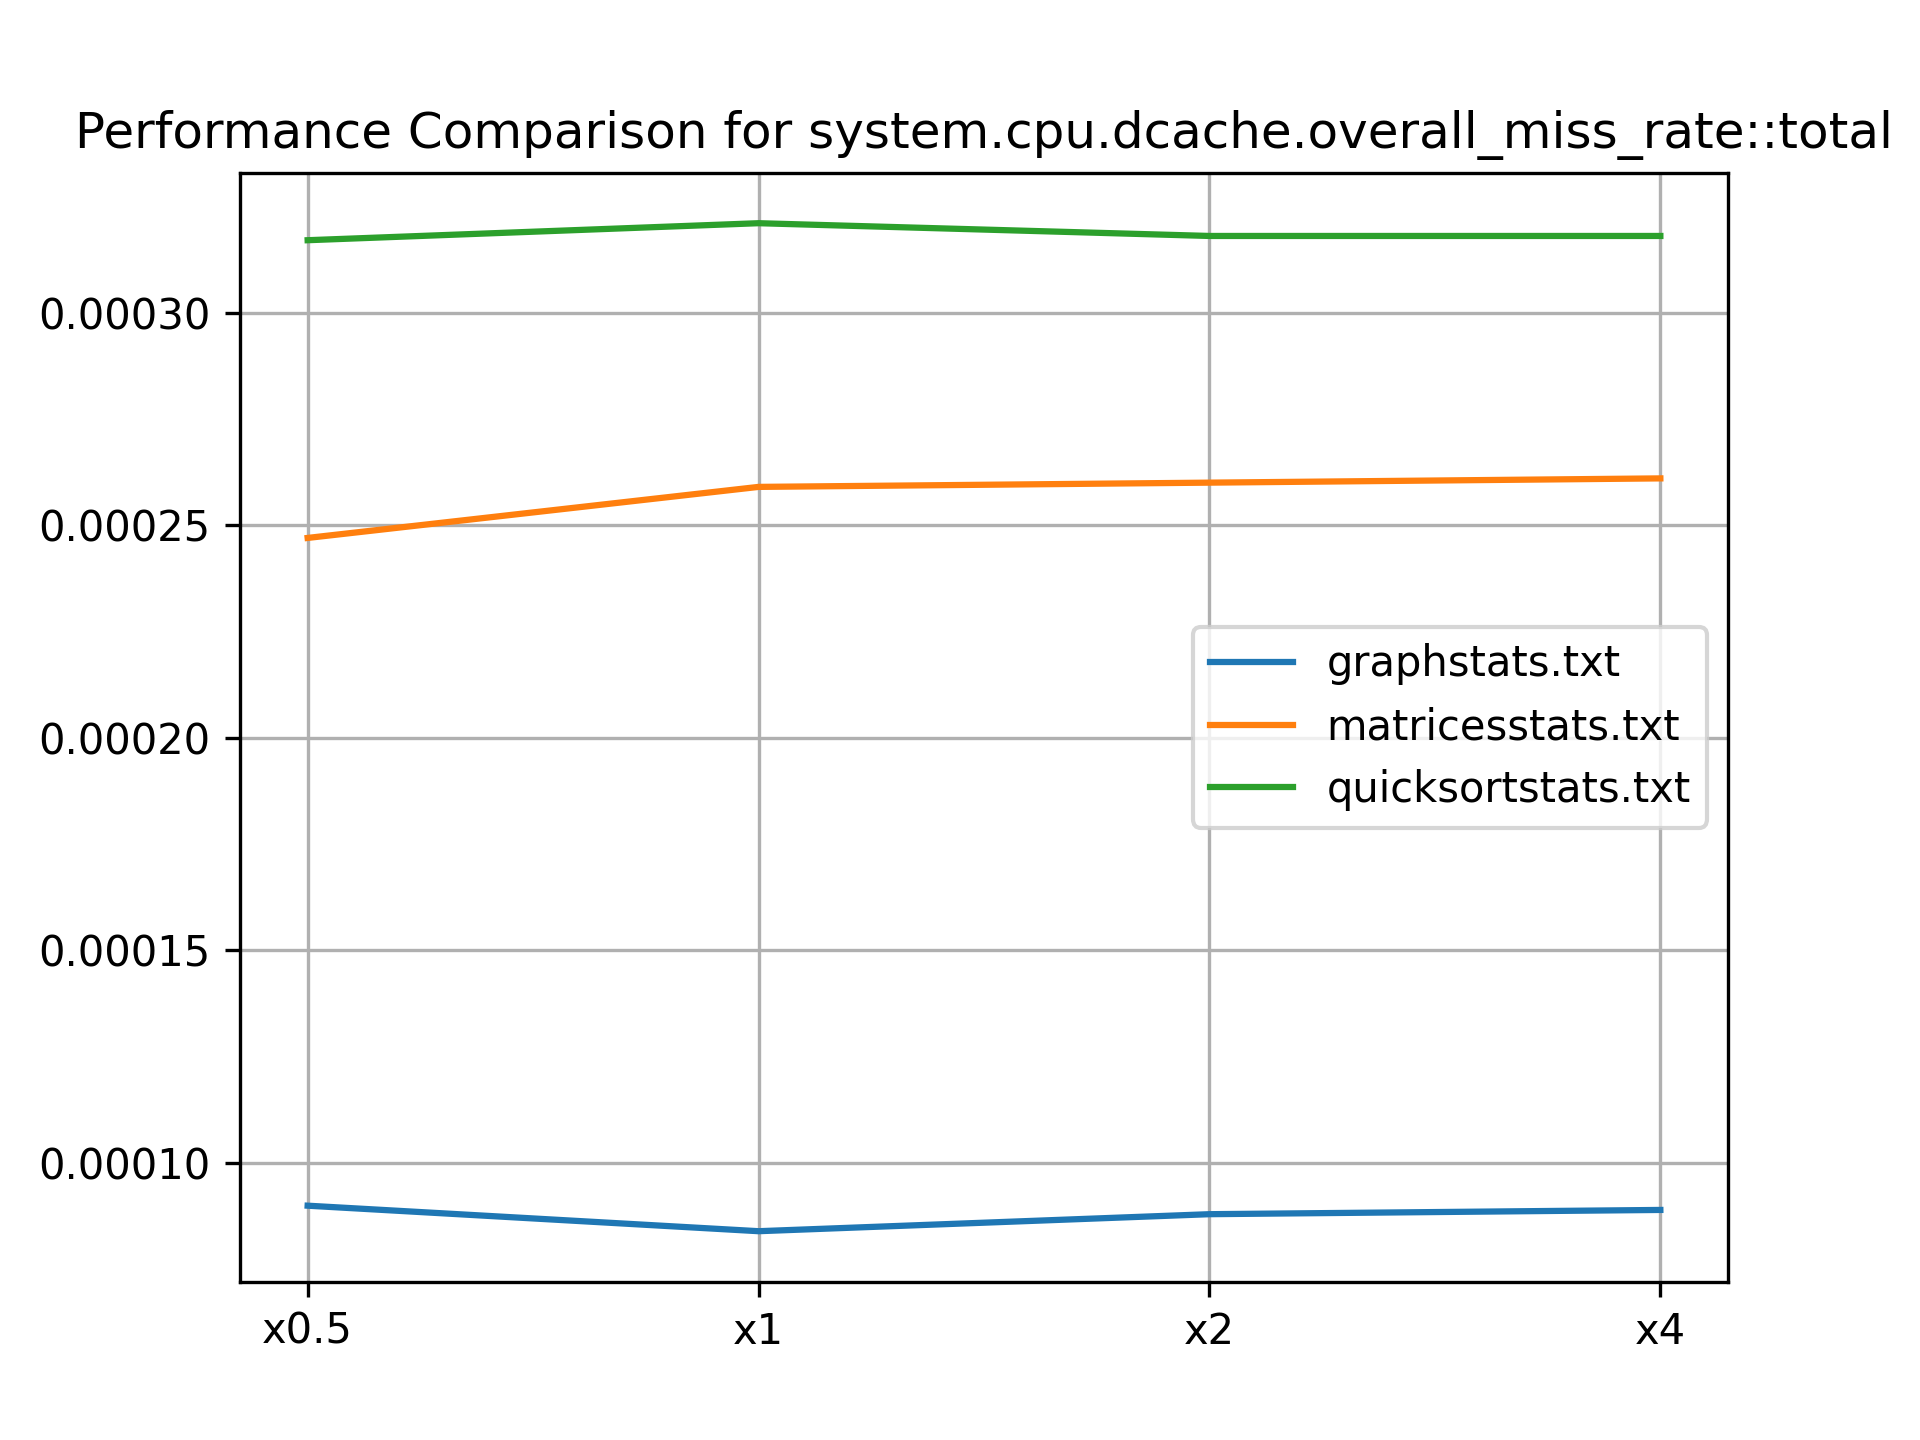 Performance Comparison for system.cpu.dcache.overall_miss_rate::total
0.00030
0.00025
0.00020
0.00015
0.00010
graphstats.txt
matricesstats.txt
quicksortstats.txt
x0.5 x1 x2 x4